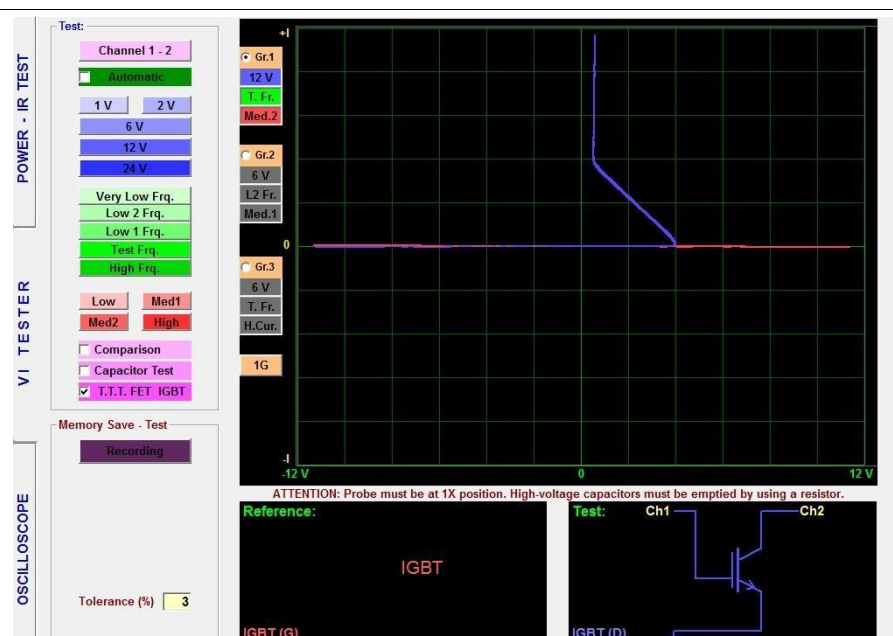 POWER - IR TEST
VI TESTER
OSCILLOSCOPE
Test:
Channel 1 - 2
Automatic
1 V
2 V
6 V
12 V
24 V
Very Low Frq.
Low 2 Frq.
Low 1 Frq.
Test Frq.
High Frq.
Low
Med1
Med2
High
Comparison
Capacitor Test
T.T.T. FET IGBT
Memory Save - Test
Recording
Tolerance (%)
3
Gr.1
12 V
T. Fr.
Med.2
Gr.2
6 V
L2 Fr.
Med.1
Gr.3
6 V
T. Fr.
H.Cur.
1G
+I
0
-I
-12 V
0
12 V
ATTENTION: Probe must be at 1X position. High-voltage capacitors must be emptied by using a resistor.
Reference:
IGBT
IGBT (G)
Test:
Ch1
Ch2
IGBT (D)